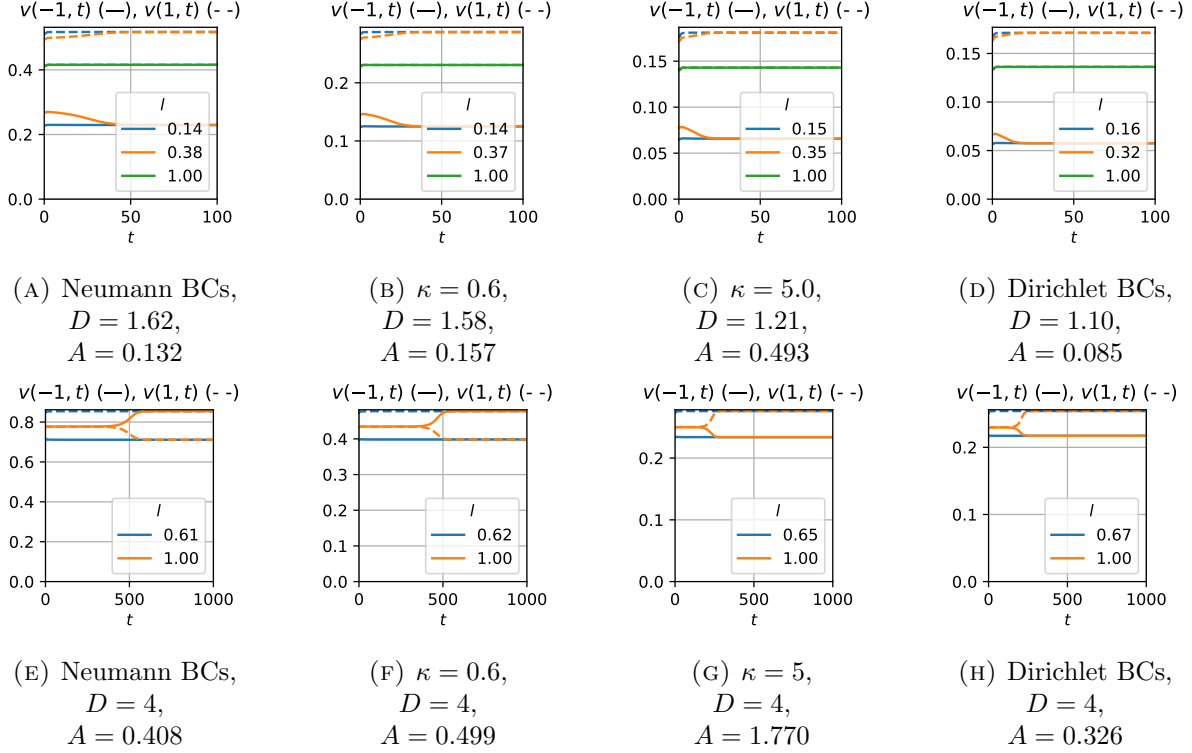 v(−1, t) (—), v(1, t) (- -) v(−1, t) (—), v(1, t) (- -) v(−1, t) (—), v(1, t) (- -) v(−1, t) (—), v(1, t) (- -)
0.4
0.2
0.0
0 50 100
t
l
0.14
0.38
1.00
0.2
0.1
0.0
0 50 100
t
l
0.14
0.37
1.00
0.15
0.10
0.05
0.00
0 50 100
t
l
0.15
0.35
1.00
0.15
0.10
0.05
0.00
0 50 100
t
l
0.16
0.32
1.00
(A) Neumann BCs,
D = 1.62,
A = 0.132
(B) κ = 0.6,
D = 1.58,
A = 0.157
(C) κ = 5.0,
D = 1.21,
A = 0.493
(D) Dirichlet BCs,
D = 1.10,
A = 0.085
v(−1, t) (—), v(1, t) (- -) v(−1, t) (—), v(1, t) (- -) v(−1, t) (—), v(1, t) (- -) v(−1, t) (—), v(1, t) (- -)
0.8
0.6
0.4
0.2
0.0
0 500 1000
t
l
0.61
1.00
0.4
0.3
0.2
0.1
0.0
0 500 1000
t
l
0.62
1.00
0.2
0.1
0.0
0 500 1000
t
l
0.65
1.00
0.2
0.1
0.0
0 500 1000
t
l
0.67
1.00
(E) Neumann BCs,
D = 4,
A = 0.408
(F) κ = 0.6,
D = 4,
A = 0.499
(G) κ = 5,
D = 4,
A = 1.770
(H) Dirichlet BCs,
D = 4,
A = 0.326